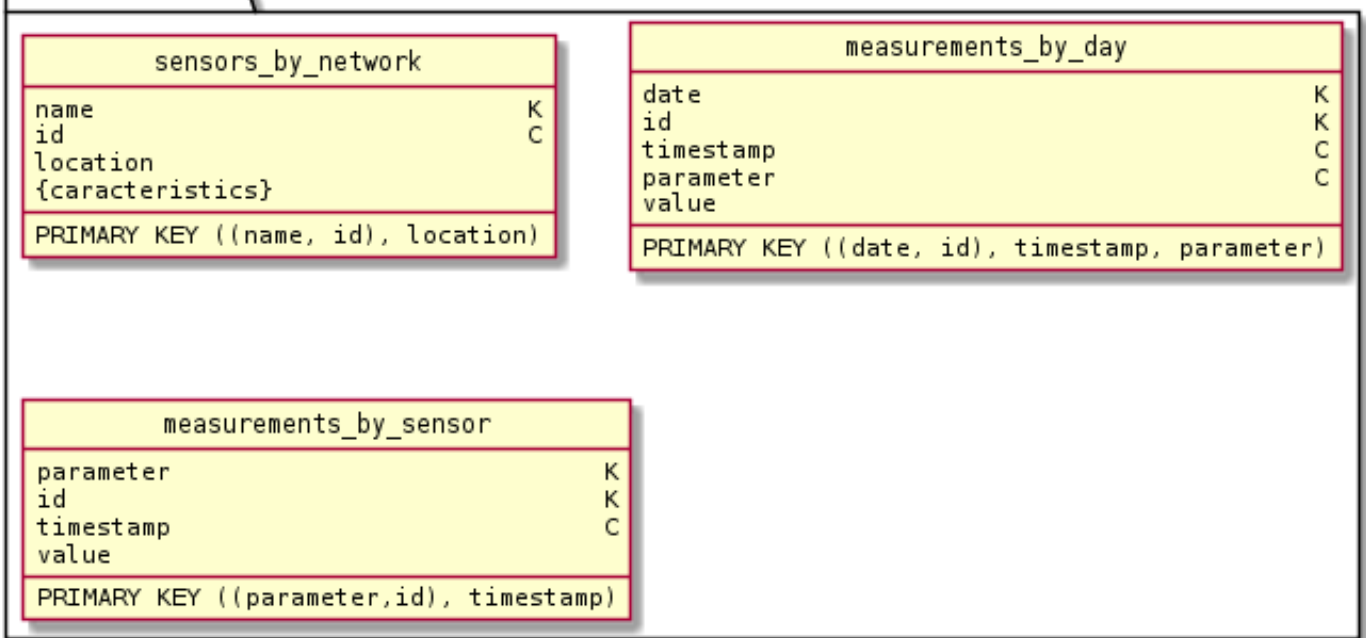 sensors_by_network
name K
id C
location
{caracteristics}
PRIMARY KEY ((name, id), location)
measurements_by_day
date K
id K
timestamp C
parameter C
value
PRIMARY KEY ((date, id), timestamp, parameter)
measurements_by_sensor
parameter K
id K
timestamp C
value
PRIMARY KEY ((parameter,id), timestamp)